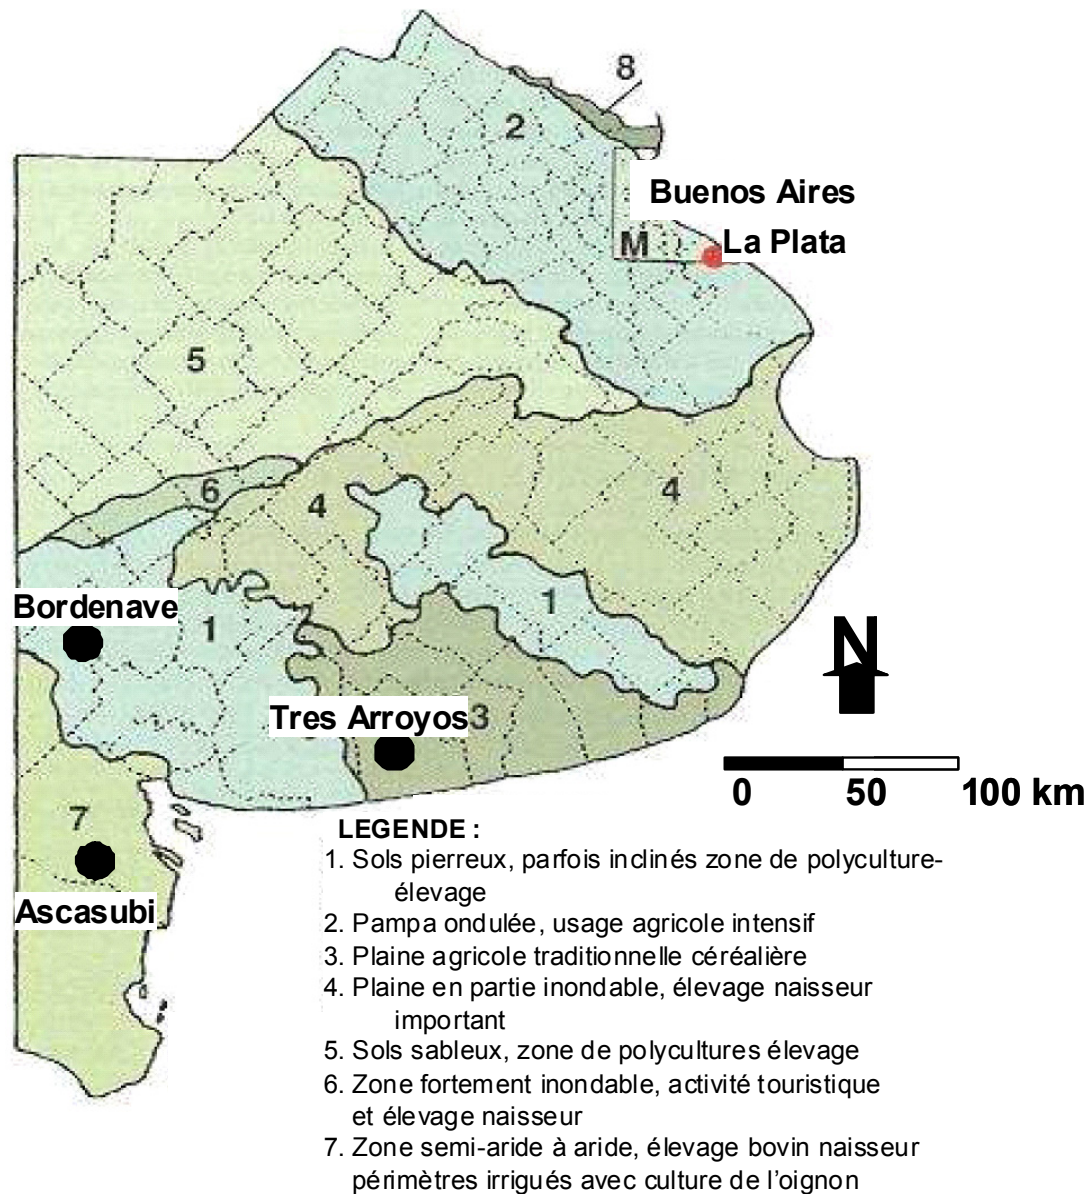 8
2
Buenos Aires
M
La Plata
5
6
4
4
Bordenave
1
1
N
Tres Arroyos
3
0 50 100 km
7
Ascasubi
LEGENDE :
1. Sols pierreux, parfois inclinés zone de polyculture-
élevage
2. Pampa ondulée, usage agricole intensif
3. Plaine agricole traditionnelle céréalière
4. Plaine en partie inondable, élevage naisseur
important
5. Sols sableux, zone de polycultures élevage
6. Zone fortement inondable, activité touristique
et élevage naisseur
7. Zone semi-aride à aride, élevage bovin naisseur
périmètres irrigués avec culture de l'oignon